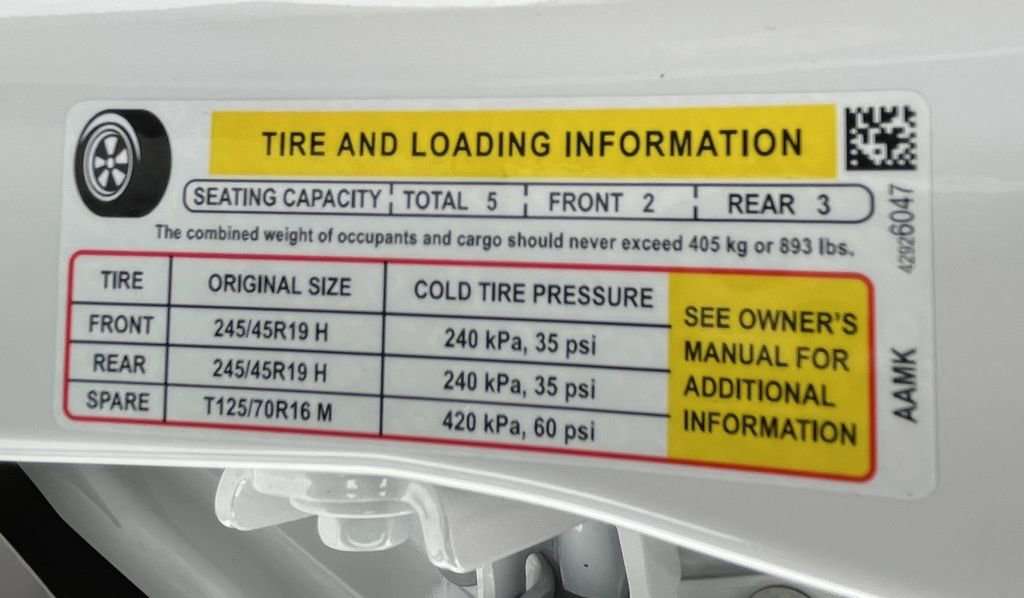 TIRE AND LOADING INFORMATION
SEATING CAPACITY TOTAL 5 FRONT 2 REAR 3
The combined weight of occupants and cargo should never exceed 405 kg or 893 lbs.
TIRE ORIGINAL SIZE COLD TIRE PRESSURE
FRONT 245/45R19 H 240 kPa, 35 psi
REAR 245/45R19 H 240 kPa, 35 psi
SPARE T125/70R16 M 420 kPa, 60 psi
SEE OWNER'S
MANUAL FOR
ADDITIONAL
INFORMATION
42926047
AAMK